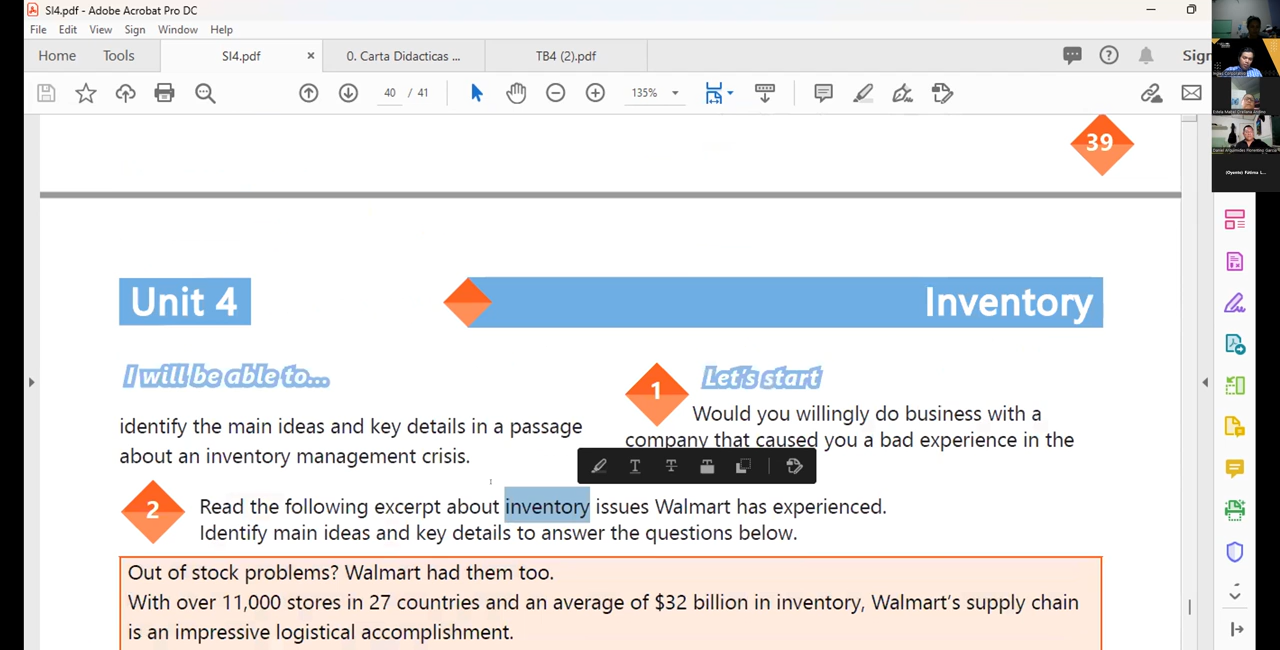 SI4.pdf - Adobe Acrobat Pro DC
File Edit View Sign Window Help
Home Tools SI4.pdf × 0. Carta Didacticas ... TB4 (2).pdf Sign
40 / 41 135%
39
Unit 4 Inventory
I will be able to...
identify the main ideas and key details in a passage
about an inventory management crisis.
1 Let's start
Would you willingly do business with a
company that caused you a bad experience in the
2 Read the following excerpt about inventory issues Walmart has experienced.
Identify main ideas and key details to answer the questions below.
Out of stock problems? Walmart had them too.
With over 11,000 stores in 27 countries and an average of $32 billion in inventory, Walmart's supply chain
is an impressive logistical accomplishment.
(Oyente) Fatima L...